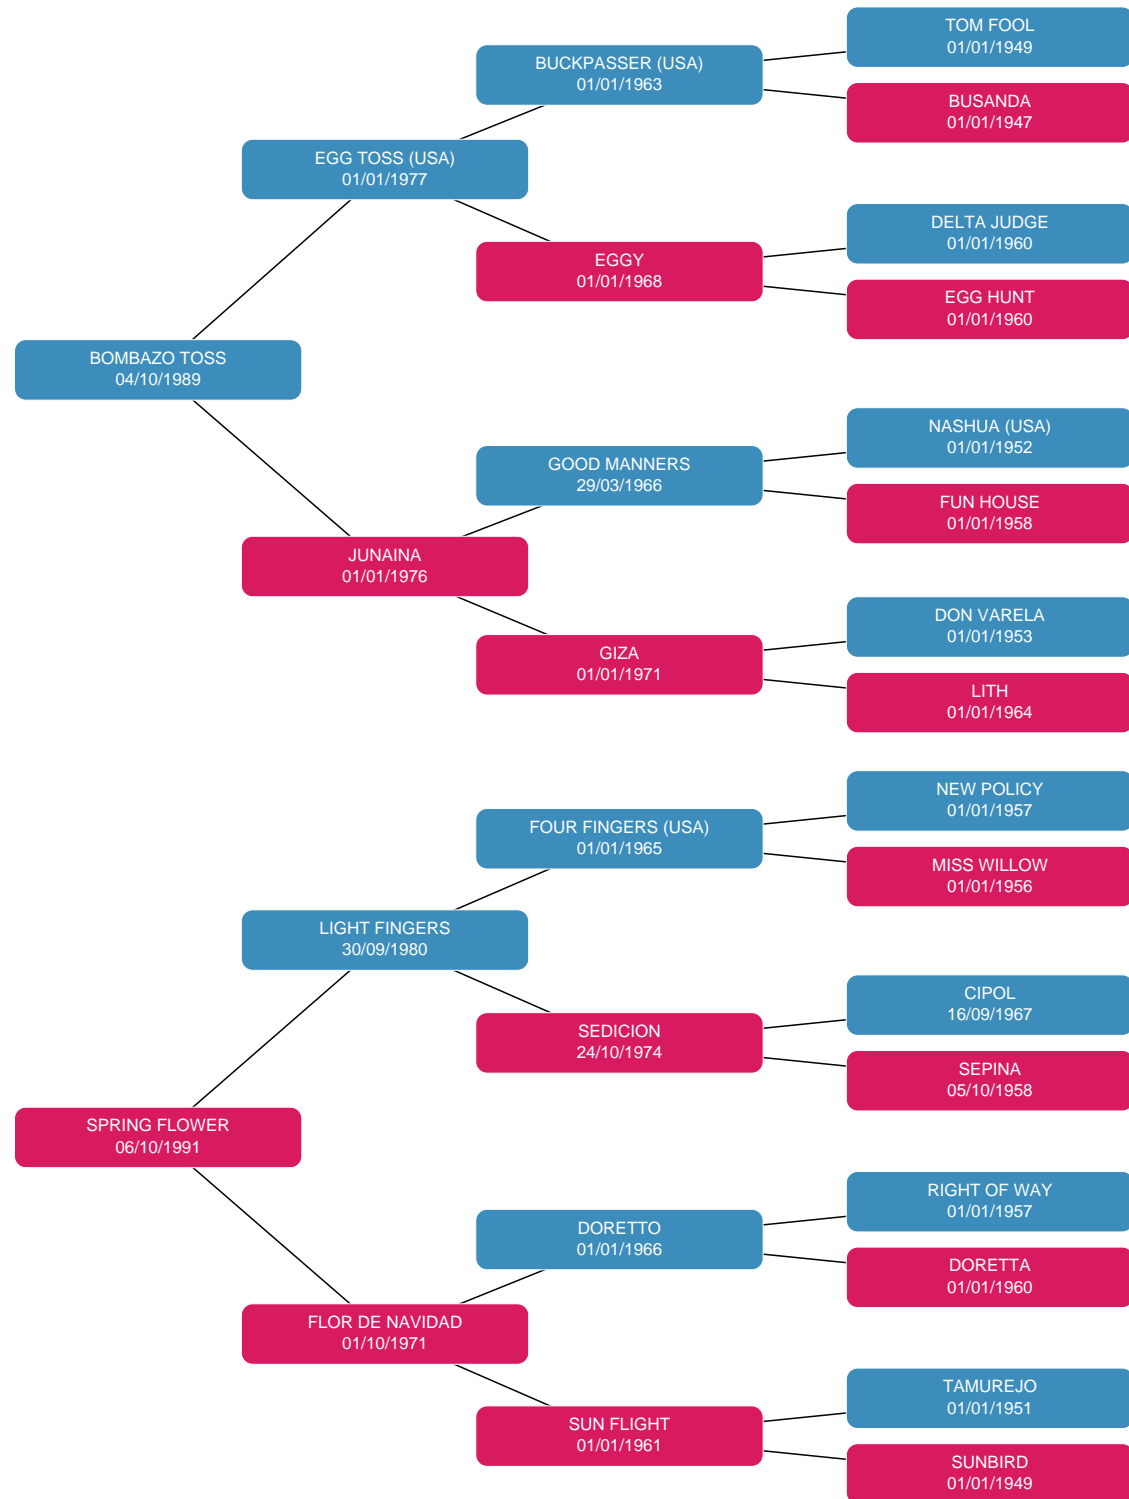 TOM FOOL
01/01/1949
BUCKPASSER (USA)
01/01/1963
BUSANDA
01/01/1947
EGG TOSS (USA)
01/01/1977
DELTA JUDGE
01/01/1960
EGGY
01/01/1968
EGG HUNT
01/01/1960
BOMBAZO TOSS
04/10/1989
NASHUA (USA)
01/01/1952
GOOD MANNERS
29/03/1966
FUN HOUSE
01/01/1958
JUNAINA
01/01/1976
DON VARELA
01/01/1953
GIZA
01/01/1971
LITH
01/01/1964
NEW POLICY
01/01/1957
FOUR FINGERS (USA)
01/01/1965
MISS WILLOW
01/01/1956
LIGHT FINGERS
30/09/1980
CIPOL
16/09/1967
SEDICION
24/10/1974
SEPINA
05/10/1958
SPRING FLOWER
06/10/1991
RIGHT OF WAY
01/01/1957
DORETTO
01/01/1966
DORETTA
01/01/1960
FLOR DE NAVIDAD
01/10/1971
TAMUREJO
01/01/1951
SUN FLIGHT
01/01/1961
SUNBIRD
01/01/1949